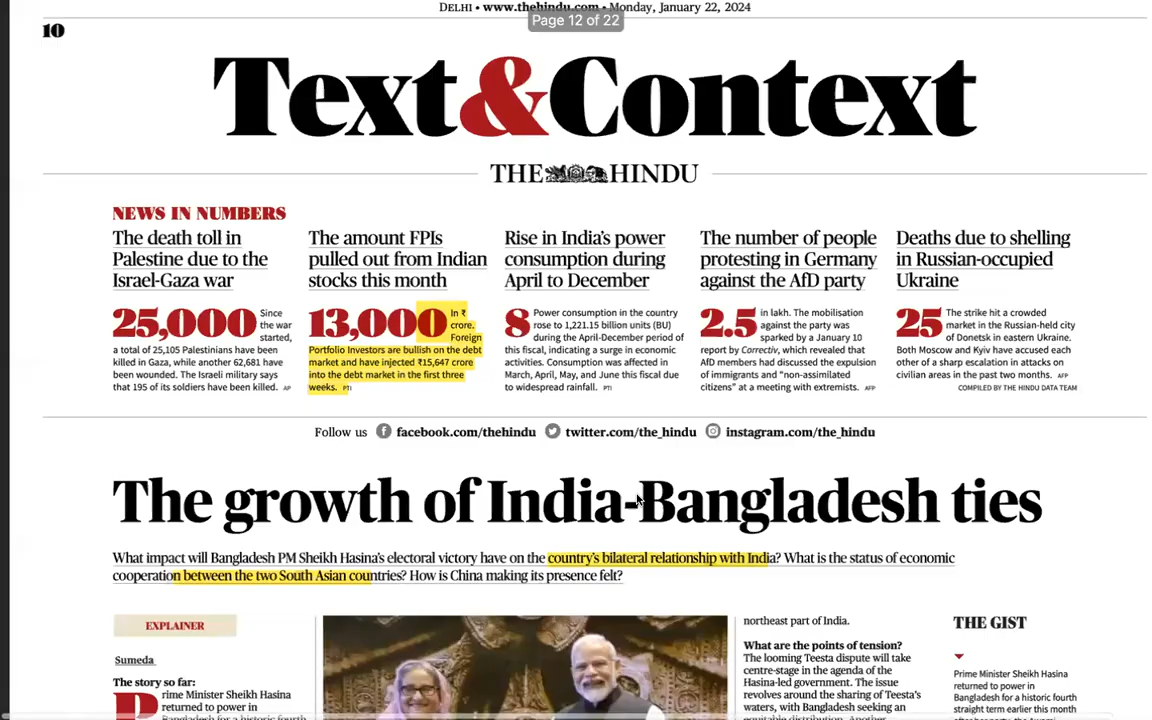 DELHI • www.thehindu.com • Monday, January 22, 2024
Page 12 of 22
10
Text&Context
THE HINDU
NEWS IN NUMBERS
The death toll in
Palestine due to the
Israel-Gaza war
25,000 Since
the war
started,
a total of 25,105 Palestinians have been
killed in Gaza, while another 62,681 have
been wounded. The Israeli military says
that 195 of its soldiers have been killed. AP
The amount FPIs
pulled out from Indian
stocks this month
13,000 In ₹
crore.
Foreign
Portfolio Investors are bullish on the debt
market and have injected ₹15,647 crore
into the debt market in the first three
weeks. PTI
Rise in India's power
consumption during
April to December
8 Power consumption in the country
rose to 1,221.15 billion units (BU)
during the April-December period of
this fiscal, indicating a surge in economic
activities. Consumption was affected in
March, April, May, and June this fiscal due
to widespread rainfall. PTI
The number of people
protesting in Germany
against the AfD party
2.5 in lakh. The mobilisation
against the party was
sparked by a January 10
report by Correctiv, which revealed that
AfD members had discussed the expulsion
of immigrants and "non-assimilated
citizens" at a meeting with extremists. AFP
Deaths due to shelling
in Russian-occupied
Ukraine
25 The strike hit a crowded
market in the Russian-held city
of Donetsk in eastern Ukraine.
Both Moscow and Kyiv have accused each
other of a sharp escalation in attacks on
civilian areas in the past two months. AFP
COMPILED BY THE HINDU DATA TEAM
Follow us facebook.com/thehindu twitter.com/the_hindu instagram.com/the_hindu
The growth of India-Bangladesh ties
What impact will Bangladesh PM Sheikh Hasina's electoral victory have on the country's bilateral relationship with India? What is the status of economic
cooperation between the two South Asian countries? How is China making its presence felt?
EXPLAINER
Sumeda
The story so far:
Prime Minister Sheikh Hasina
returned to power in
Bangladesh for a historic fourth
northeast part of India.
What are the points of tension?
The looming Teesta dispute will take
centre-stage in the agenda of the
Hasina-led government. The issue
revolves around the sharing of Teesta's
waters, with Bangladesh seeking an
equitable distribution. Another
THE GIST
Prime Minister Sheikh Hasina
returned to power in
Bangladesh for a historic fourth
straight term earlier this month